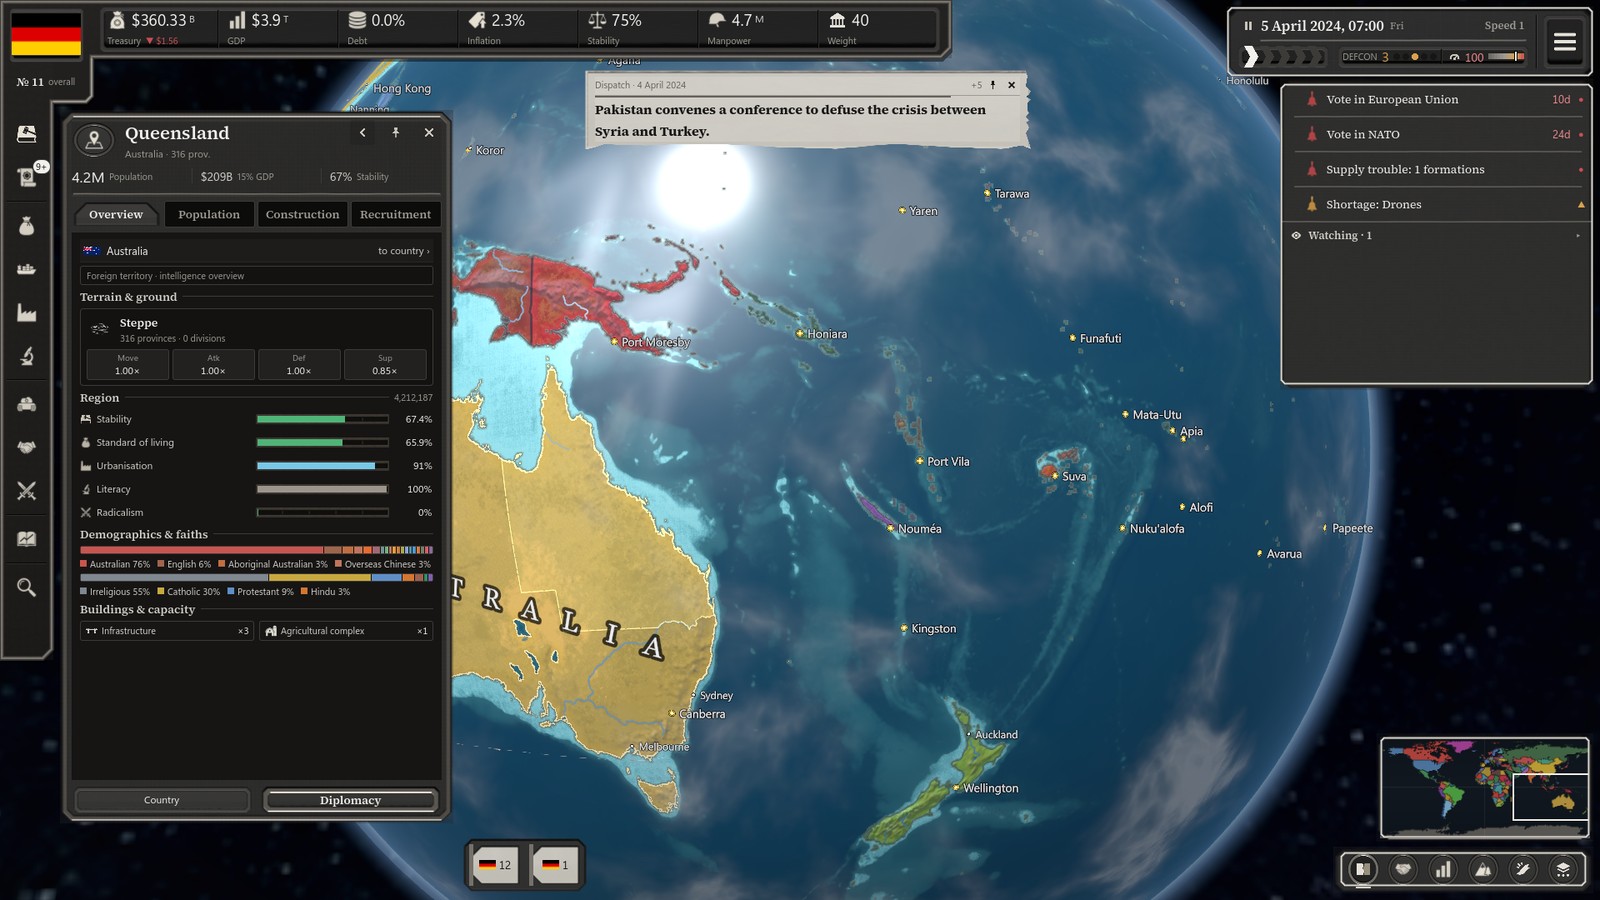 $360.33 B
Treasury ▼ $1.56
$3.9 T
GDP
0.0%
Debt
2.3%
Inflation
75%
Stability
4.7 M
Manpower
40
Weight
№ 11 overall
5 April 2024, 07:00 Fri
Speed 1
DEFCON 3
100
Honolulu
Vote in European Union 10d
Vote in NATO 24d
Supply trouble: 1 formations
Shortage: Drones
Watching · 1
Dispatch · 4 April 2024 +5
Pakistan convenes a conference to defuse the crisis between
Syria and Turkey.
9+
Queensland
Australia · 316 prov.
4.2M Population
$209B 15% GDP
67% Stability
Overview
Population
Construction
Recruitment
Australia
to country ›
Foreign territory · intelligence overview
Terrain & ground
Steppe
316 provinces · 0 divisions
Move
1.00×
Atk
1.00×
Def
1.00×
Sup
0.85×
Region 4,212,187
Stability 67.4%
Standard of living 65.9%
Urbanisation 91%
Literacy 100%
Radicalism 0%
Demographics & faiths
Australian 76% English 6% Aboriginal Australian 3% Overseas Chinese 3%
Irreligious 55% Catholic 30% Protestant 9% Hindu 3%
Buildings & capacity
Infrastructure ×3
Agricultural complex ×1
Country
Diplomacy
Agana
Hong Kong
Nanning
Koror
Yaren
Tarawa
Port Moresby
Honiara
Funafuti
Mata-Utu
Apia
Port Vila
Suva
Alofi
Nouméa
Nuku'alofa
Papeete
Avarua
Kingston
TRALIA
Sydney
Canberra
Melbourne
Auckland
Wellington
12
1